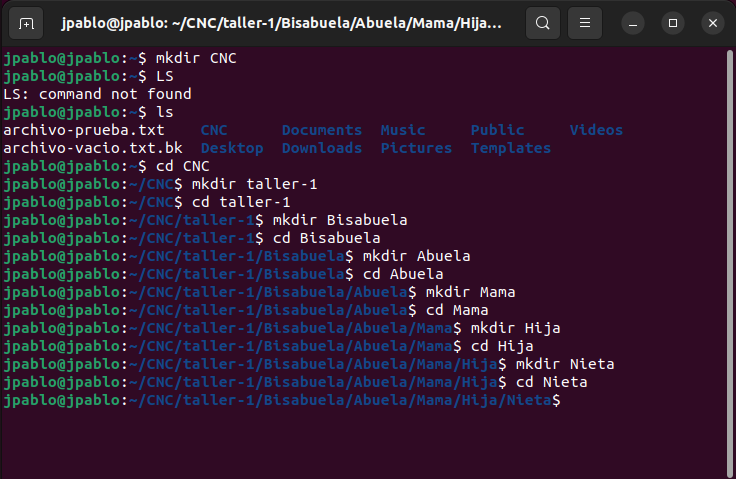 jpablo@jpablo: ~/CNC/taller-1/Bisabuela/Abuela/Mama/Hija...
jpablo@jpablo:~$ mkdir CNC
jpablo@jpablo:~$ LS
LS: command not found
jpablo@jpablo:~$ ls
archivo-prueba.txt    CNC      Documents  Music     Public     Videos
archivo-vacio.txt.bk  Desktop  Downloads  Pictures  Templates
jpablo@jpablo:~$ cd CNC
jpablo@jpablo:~/CNC$ mkdir taller-1
jpablo@jpablo:~/CNC$ cd taller-1
jpablo@jpablo:~/CNC/taller-1$ mkdir Bisabuela
jpablo@jpablo:~/CNC/taller-1$ cd Bisabuela
jpablo@jpablo:~/CNC/taller-1/Bisabuela$ mkdir Abuela
jpablo@jpablo:~/CNC/taller-1/Bisabuela$ cd Abuela
jpablo@jpablo:~/CNC/taller-1/Bisabuela/Abuela$ mkdir Mama
jpablo@jpablo:~/CNC/taller-1/Bisabuela/Abuela$ cd Mama
jpablo@jpablo:~/CNC/taller-1/Bisabuela/Abuela/Mama$ mkdir Hija
jpablo@jpablo:~/CNC/taller-1/Bisabuela/Abuela/Mama$ cd Hija
jpablo@jpablo:~/CNC/taller-1/Bisabuela/Abuela/Mama/Hija$ mkdir Nieta
jpablo@jpablo:~/CNC/taller-1/Bisabuela/Abuela/Mama/Hija$ cd Nieta
jpablo@jpablo:~/CNC/taller-1/Bisabuela/Abuela/Mama/Hija/Nieta$